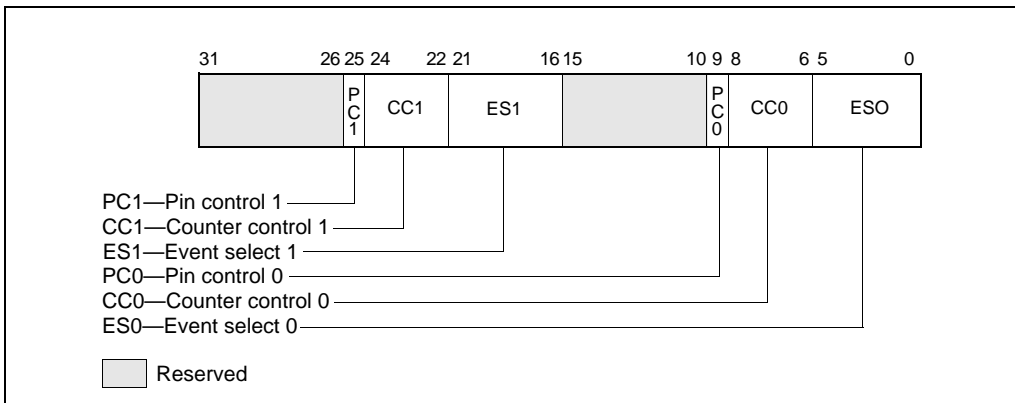 31 26 25 24 22 21 16 15 10 9 8 6 5 0
PC1 CC1 ES1 PC0 CC0 ESO
PC1—Pin control 1
CC1—Counter control 1
ES1—Event select 1
PC0—Pin control 0
CC0—Counter control 0
ES0—Event select 0
Reserved